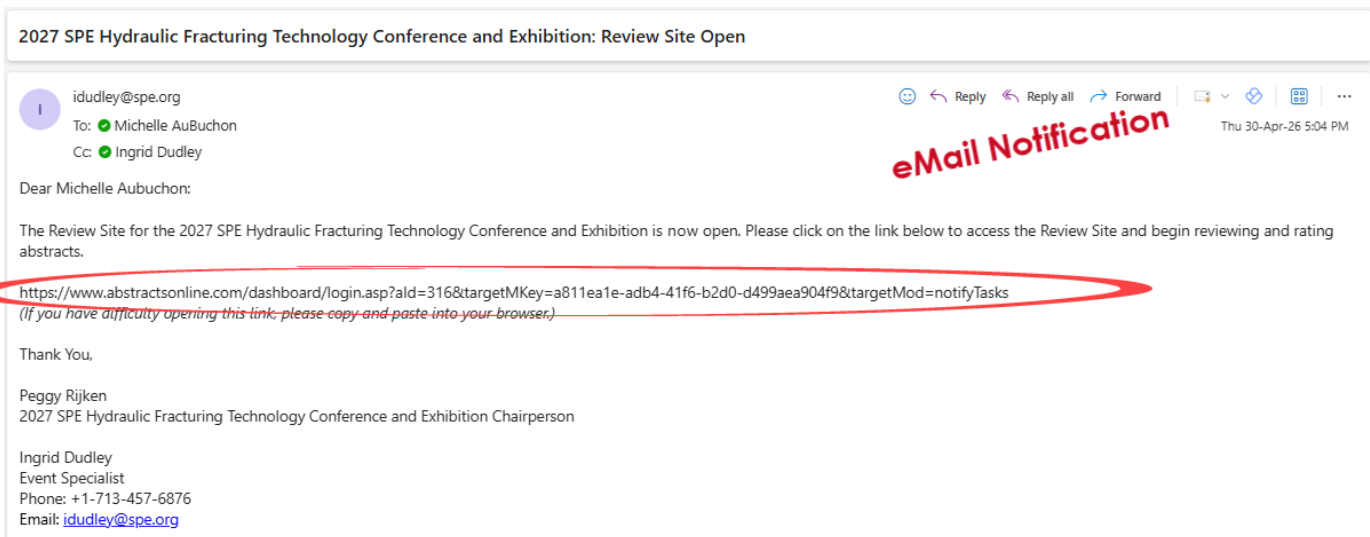 2027 SPE Hydraulic Fracturing Technology Conference and Exhibition: Review Site Open
I
idudley@spe.org
Reply
Reply all
Forward
To: Michelle AuBuchon
Thu 30-Apr-26 5:04 PM
Cc: Ingrid Dudley
eMail Notification
Dear Michelle Aubuchon:
The Review Site for the 2027 SPE Hydraulic Fracturing Technology Conference and Exhibition is now open. Please click on the link below to access the Review Site and begin reviewing and rating
abstracts.
https://www.abstractsonline.com/dashboard/login.asp?aId=316&targetMKey=a811ea1e-adb4-41f6-b2d0-d499aea904f9&targetMod=notifyTasks
(If you have difficulty opening this link, please copy and paste into your browser.)
Thank You,
Peggy Rijken
2027 SPE Hydraulic Fracturing Technology Conference and Exhibition Chairperson
Ingrid Dudley
Event Specialist
Phone: +1-713-457-6876
Email: idudley@spe.org